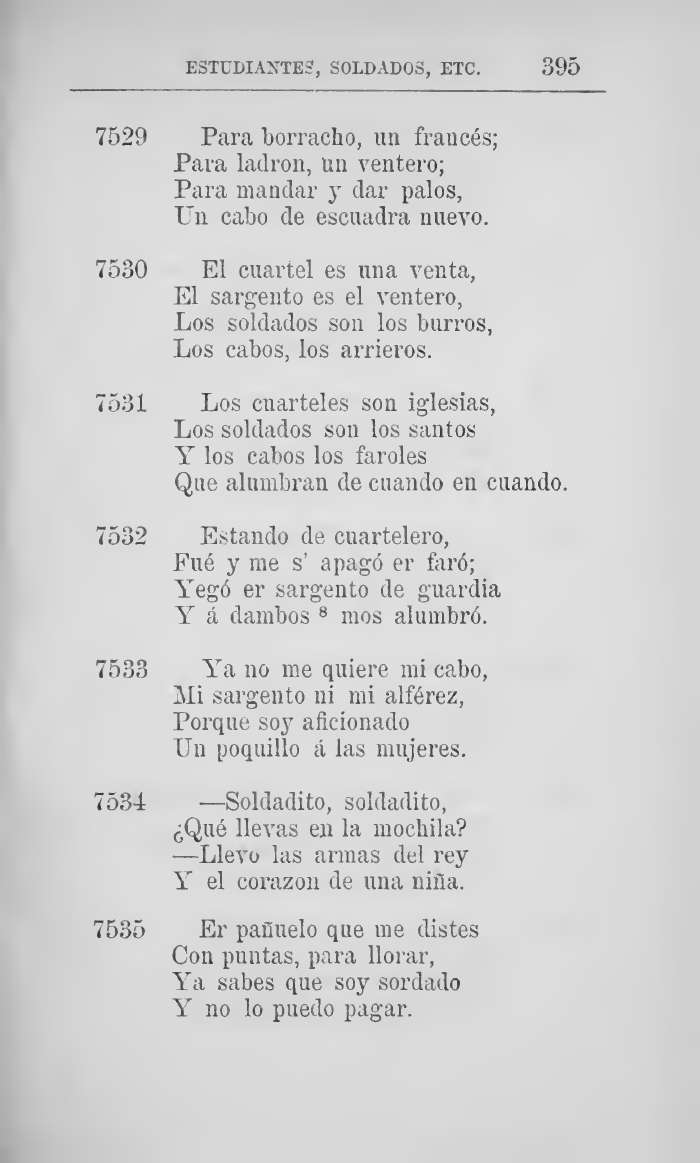 ESTUDIANTES, SOLDADOS, ETC. 395
7529 Para borracho, un francés;
Para ladron, un ventero;
Para mandar y dar palos,
Un cabo de escuadra nuevo.
7530 El cuartel es una venta,
El sargento es el ventero,
Los soldados son los burros,
Los cabos, los arrieros.
7531 Los cuarteles son iglesias,
Los soldados son los santos
Y los cabos los faroles
Que alumbran de cuando en cuando.
7532 Estando de cuartelero,
Fué y me s' apagó er faró;
Yegó er sargento de guardia
Y á dambos ⁸ mos alumbró.
7533 Ya no me quiere mi cabo,
Mi sargento ni mi alférez,
Porque soy aficionado
Un poquillo á las mujeres.
7534 —Soldadito, soldadito,
¿Qué llevas en la mochila?
—Llevo las armas del rey
Y el corazon de una niña.
7535 Er pañuelo que me distes
Con puntas, para llorar,
Ya sabes que soy sordado
Y no lo puedo pagar.